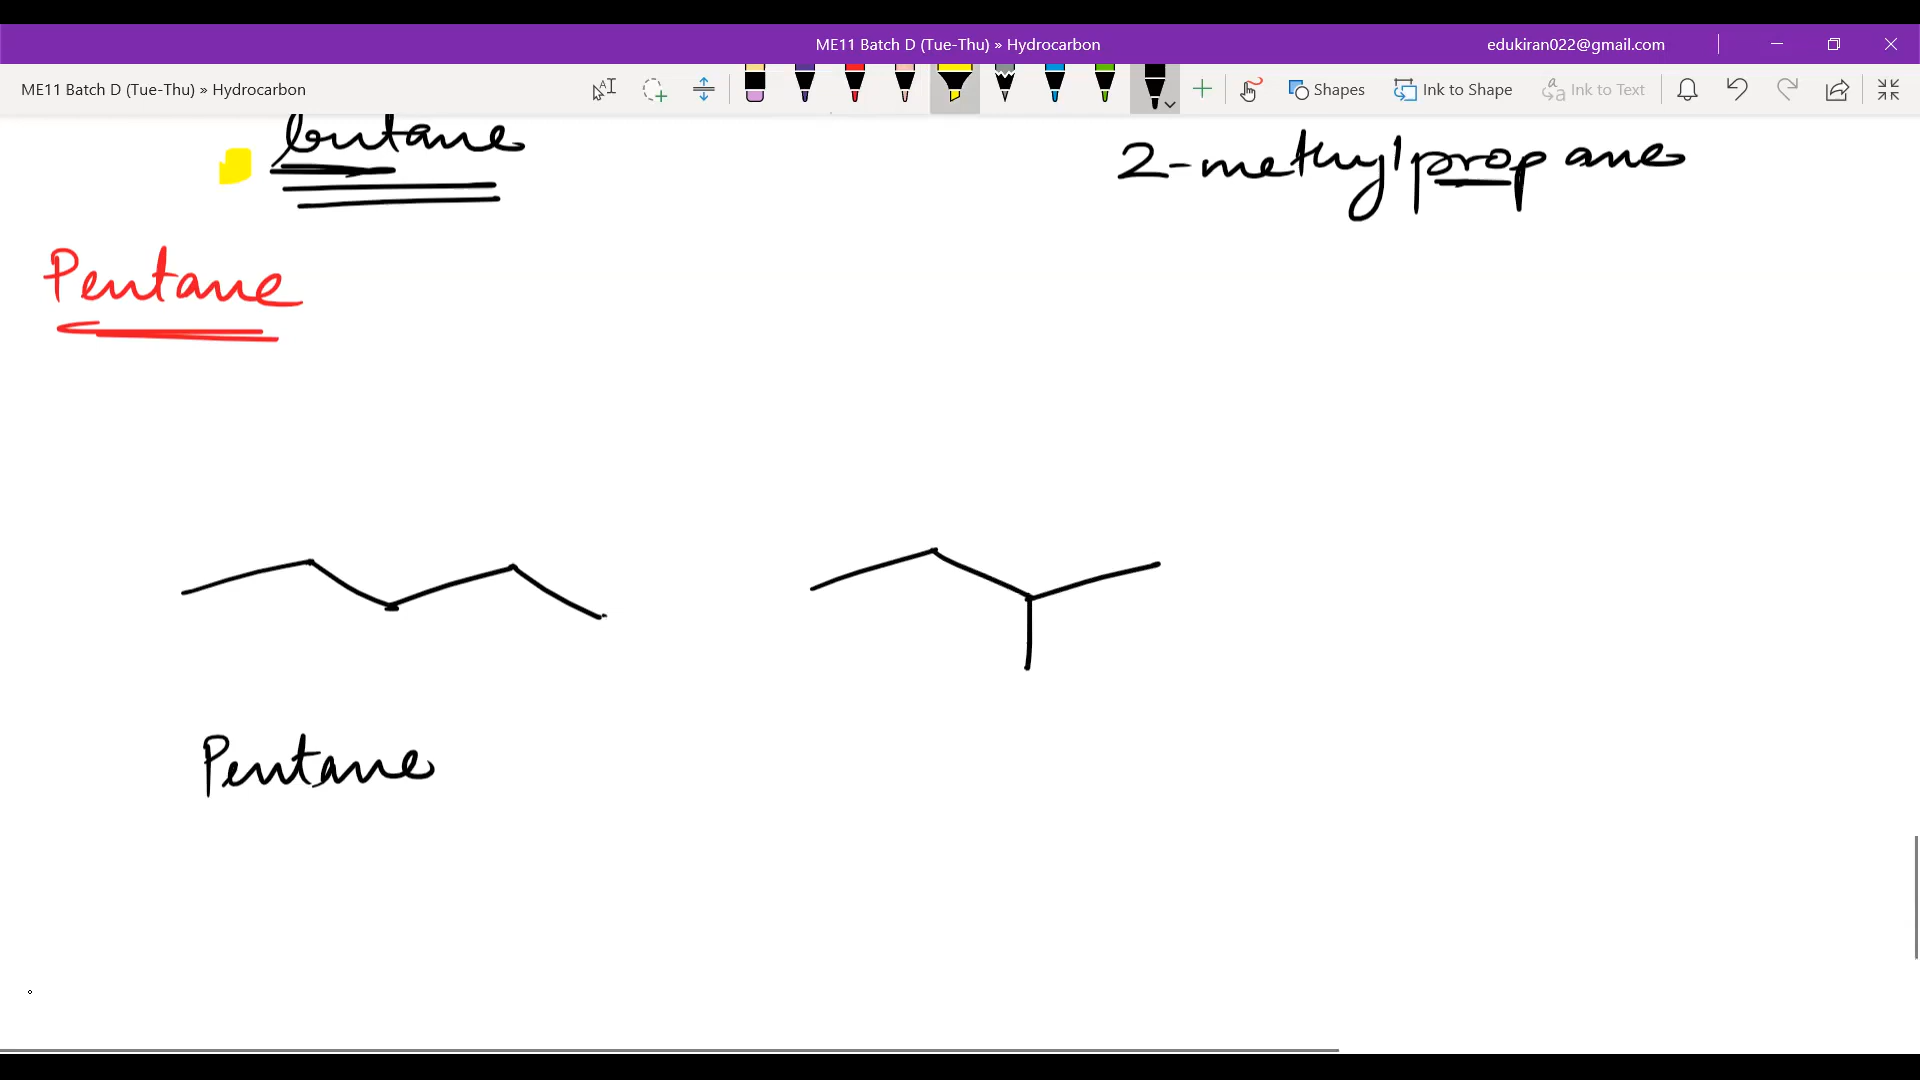 ME11 Batch D (Tue-Thu) » Hydrocarbon
edukiran022@gmail.com
ME11 Batch D (Tue-Thu) » Hydrocarbon
Shapes
Ink to Shape
Ink to Text
butane
2-methylpropane
Pentane
Pentane